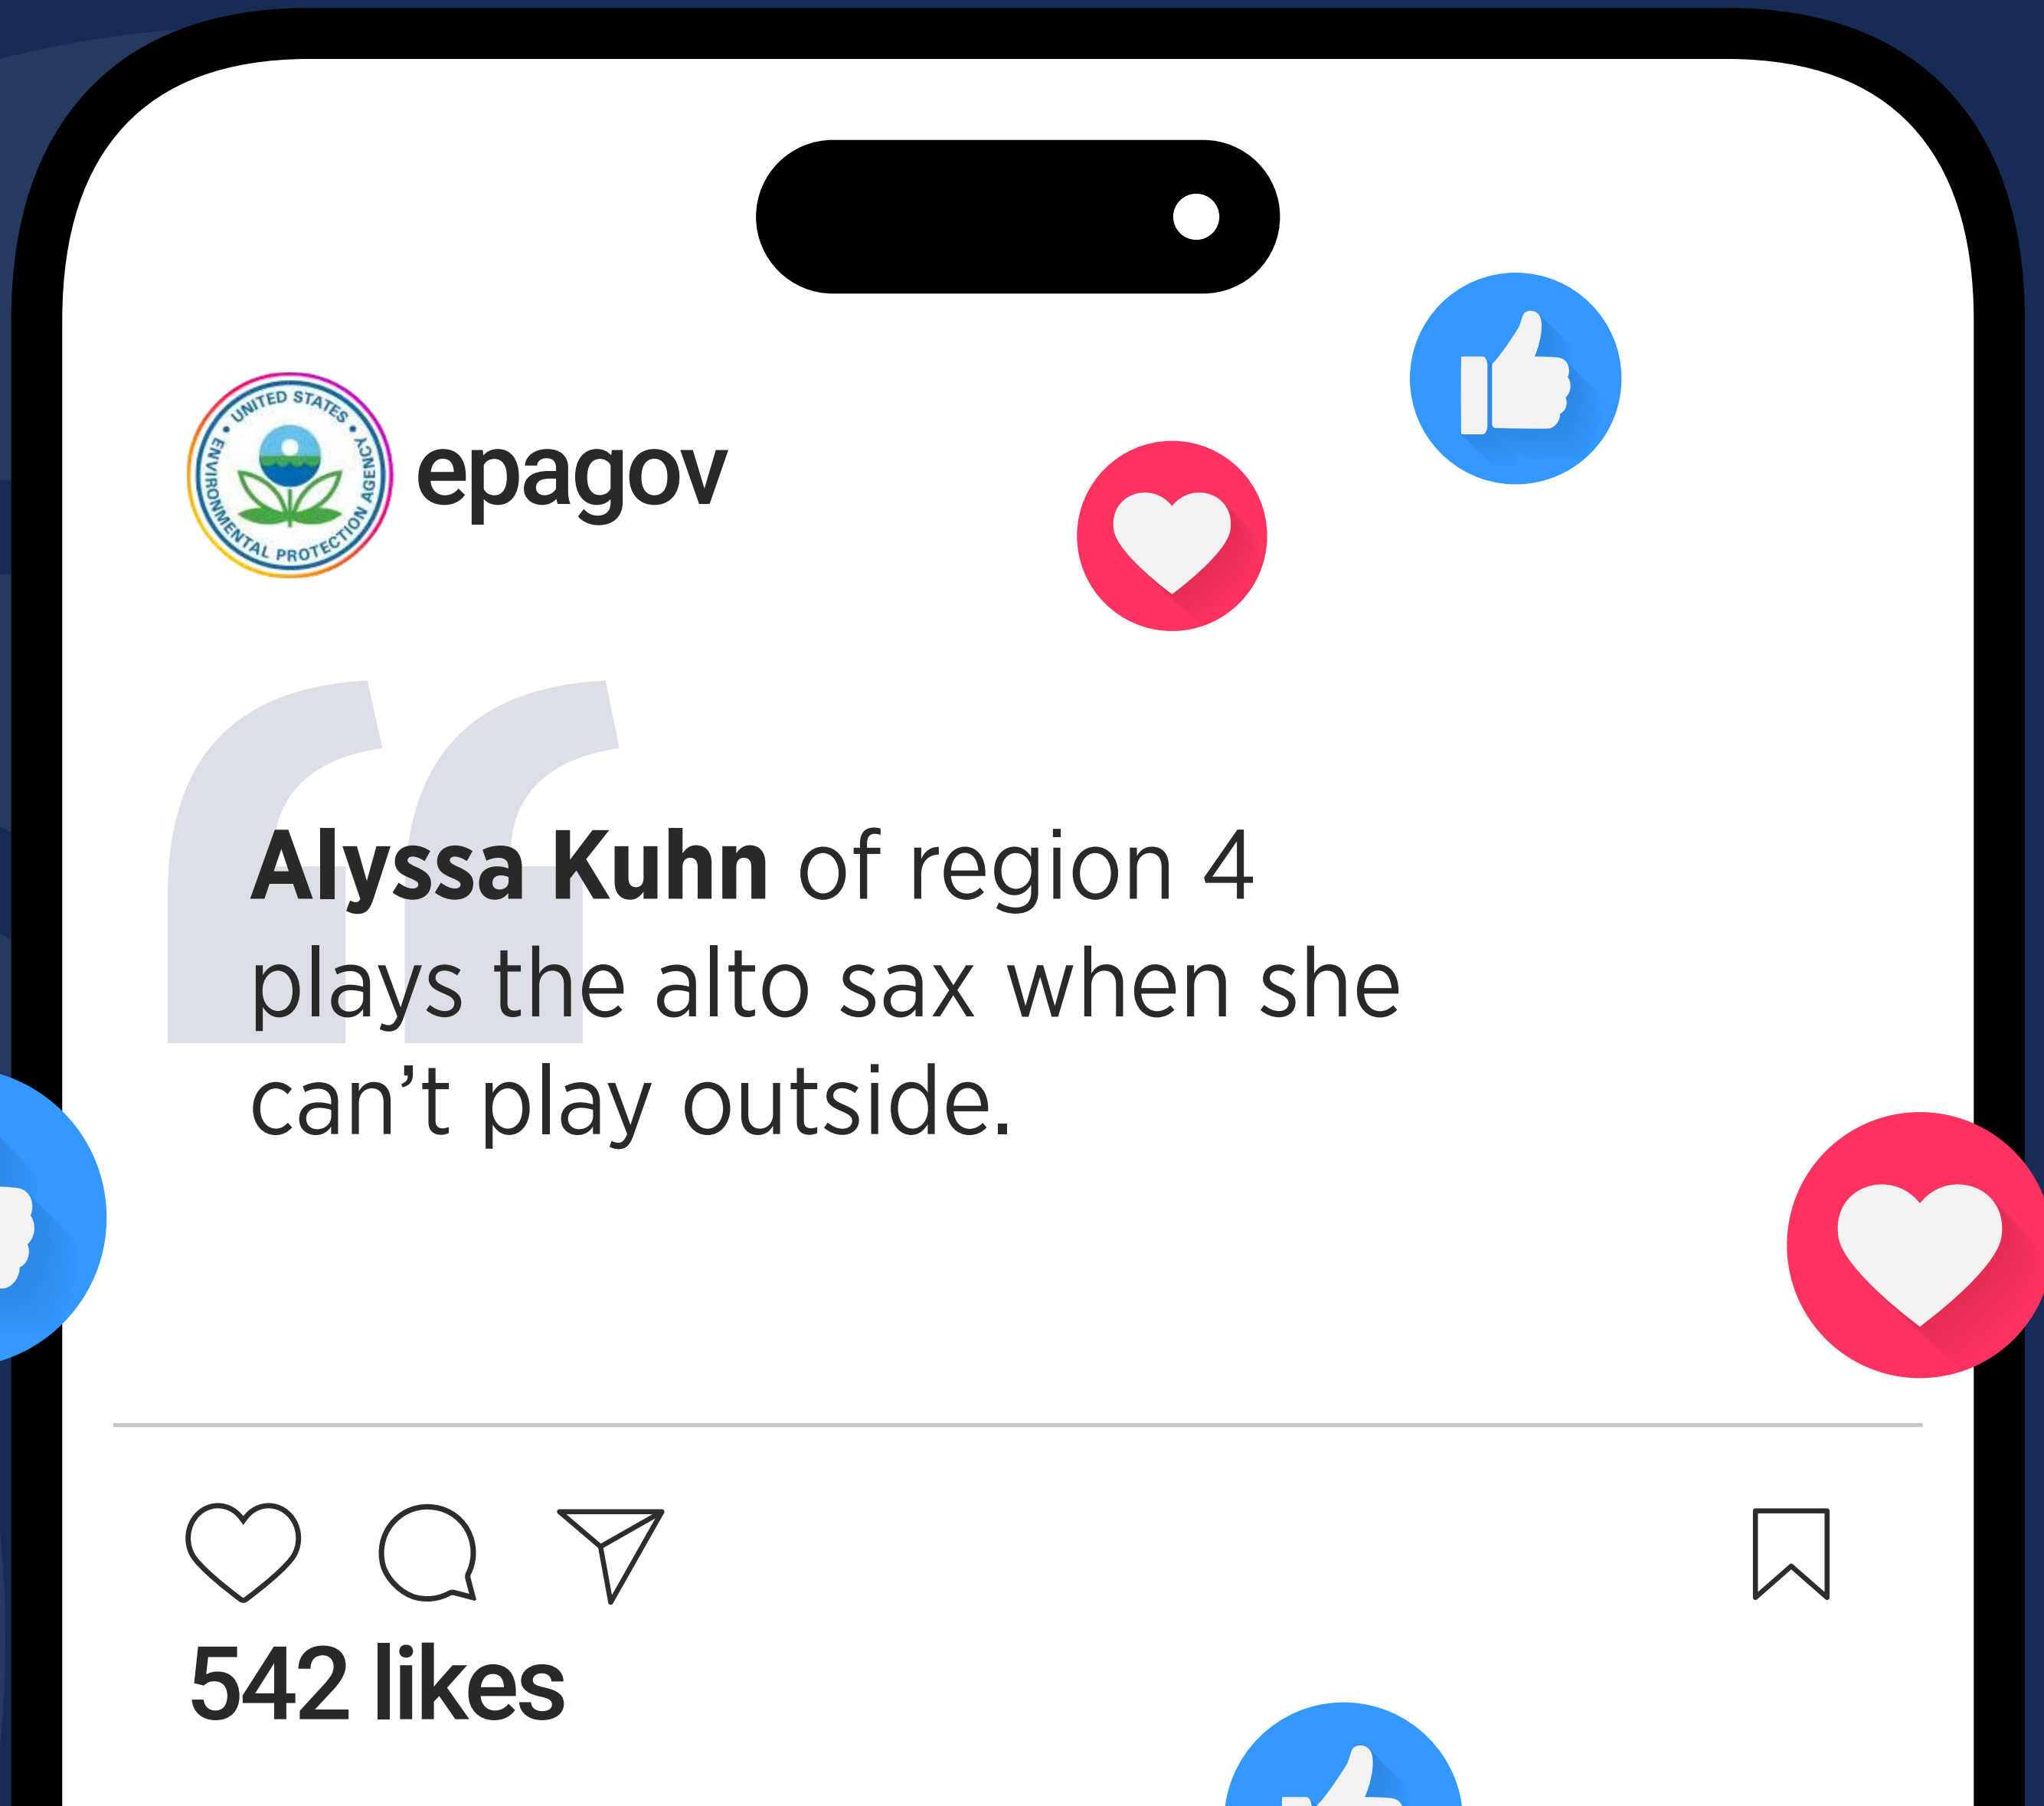 UNITED STATES
ENVIRONMENTAL PROTECTION AGENCY
epagov
Alyssa Kuhn of region 4
plays the alto sax when she
can’t play outside.
542 likes